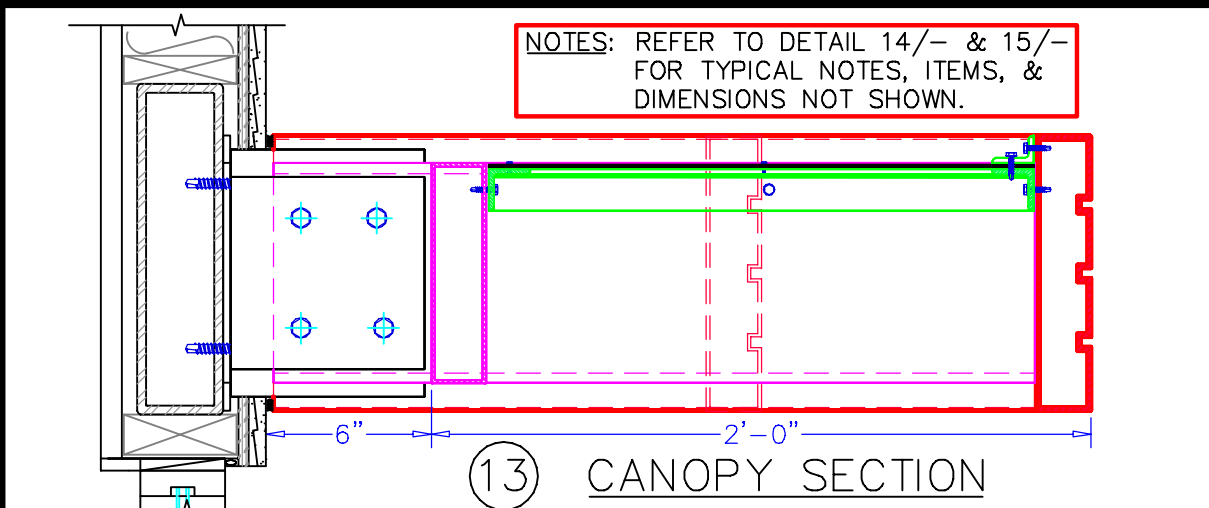 NOTES: REFER TO DETAIL 14/- & 15/-
FOR TYPICAL NOTES, ITEMS, &
DIMENSIONS NOT SHOWN.
6"
2'-0"
13 CANOPY SECTION